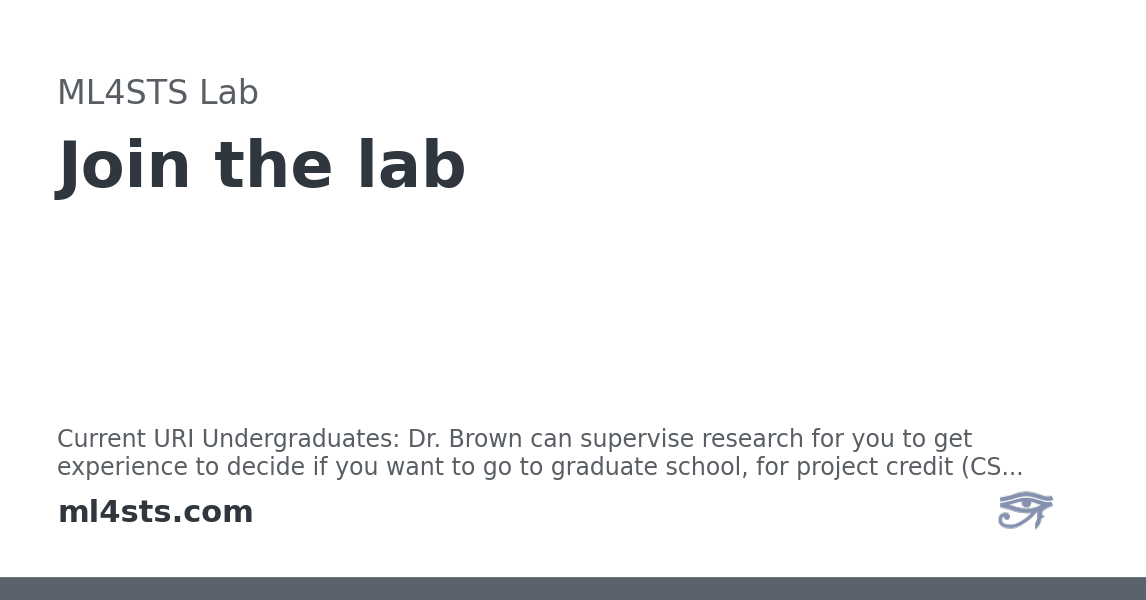 ML4STS Lab
Join the lab
Current URI Undergraduates: Dr. Brown can supervise research for you to get
experience to decide if you want to go to graduate school, for project credit (CS...
ml4sts.com